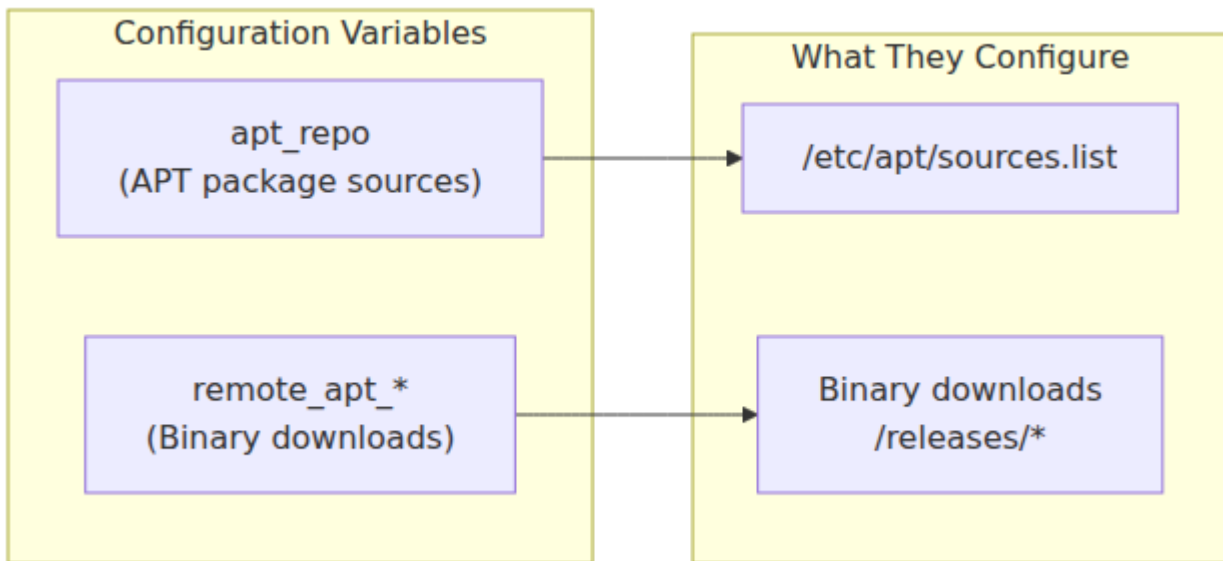 Configuration Variables
apt_repo
(APT package sources)
remote_apt_*
(Binary downloads)
What They Configure
/etc/apt/sources.list
Binary downloads
/releases/*